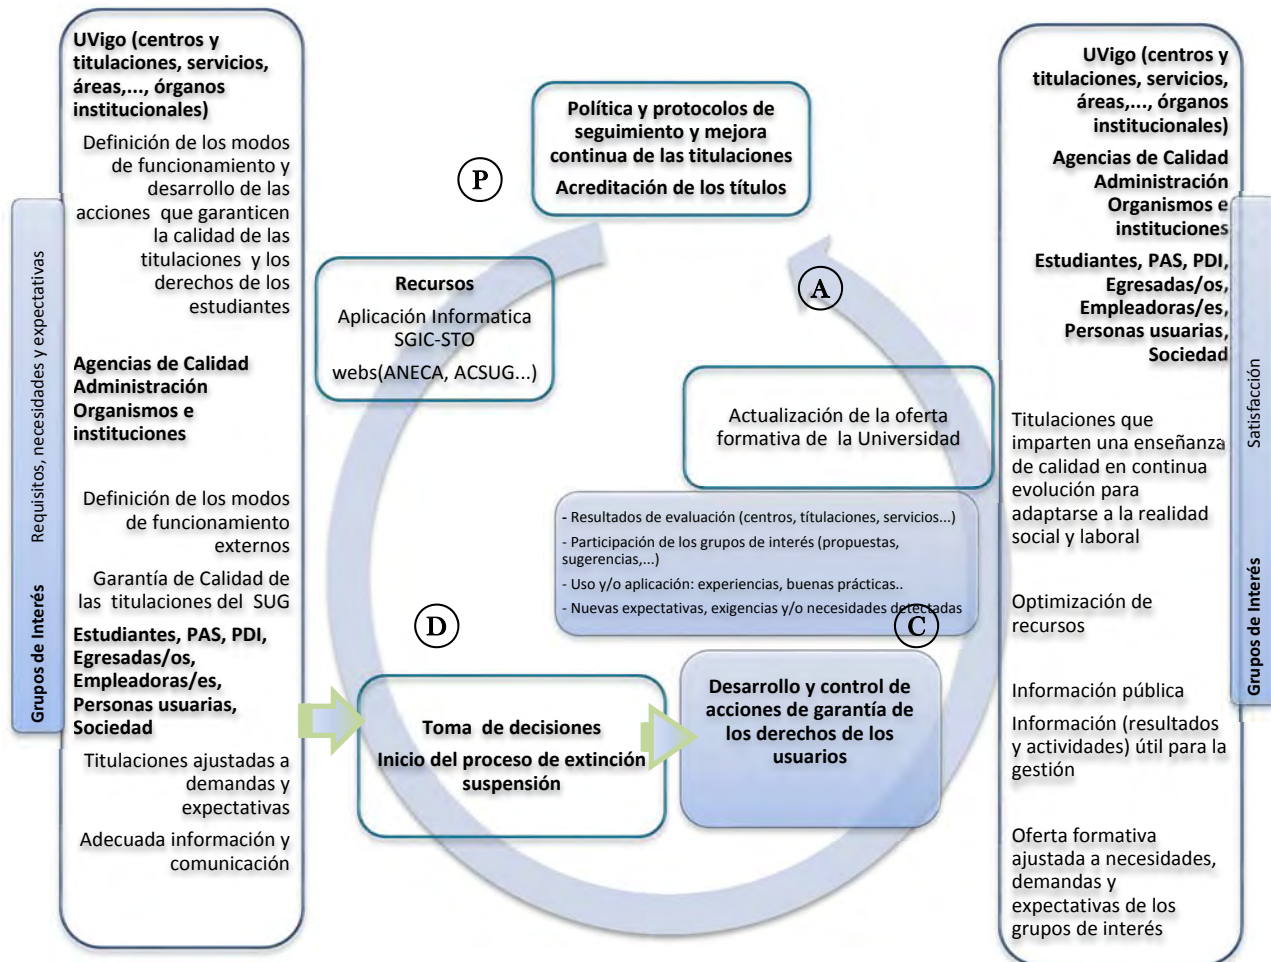 UVigo (centros y
titulaciones, servicios,
áreas,..., órganos
institucionales)
Definición de los modos
de funcionamiento y
desarrollo de las
acciones que garanticen
la calidad de las
titulaciones y los
derechos de los
estudiantes
Agencias de Calidad
Administración
Organismos e
instituciones
Definición de los modos
de funcionamiento
externos
Garantía de Calidad de
las titulaciones del SUG
Estudiantes, PAS, PDI,
Egresadas/os,
Empleadoras/es,
Personas usuarias,
Sociedad
Titulaciones ajustadas a
demandas y
expectativas
Adecuada información y
comunicación
Grupos de Interés Requisitos, necesidades y expectativas
Política y protocolos de
seguimiento y mejora
continua de las titulaciones
Acreditación de los títulos
P
Recursos
Aplicación Informatica
SGIC-STO
webs(ANECA, ACSUG...)
A
Actualización de la oferta
formativa de la Universidad
- Resultados de evaluación (centros, títulaciones, servicios...)
- Participación de los grupos de interés (propuestas,
sugerencias,...)
- Uso y/o aplicación: experiencias, buenas prácticas..
- Nuevas expectativas, exigencias y/o necesidades detectadas
D
C
Toma de decisiones
Inicio del proceso de extinción
suspensión
Desarrollo y control de
acciones de garantía de
los derechos de los
usuarios
UVigo (centros y
titulaciones, servicios,
áreas,..., órganos
institucionales)
Agencias de Calidad
Administración
Organismos e
instituciones
Estudiantes, PAS, PDI,
Egresadas/os,
Empleadoras/es,
Personas usuarias,
Sociedad
Titulaciones que
imparten una enseñanza
de calidad en continua
evolución para
adaptarse a la realidad
social y laboral
Optimización de
recursos
Información pública
Información (resultados
y actividades) útil para la
gestión
Oferta formativa
ajustada a necesidades,
demandas y
expectativas de los
grupos de interés
Grupos de Interés Satisfacción